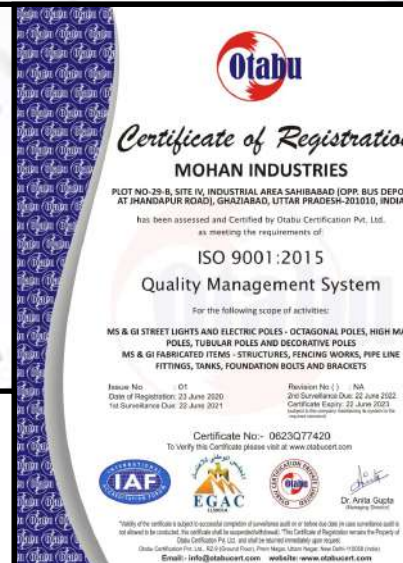 Otabu
Certificate of Registration
MOHAN INDUSTRIES
PLOT NO-29-B, SITE IV, INDUSTRIAL AREA SAHIBABAD (OPP. BUS DEPO
AT JHANDAPUR ROAD), GHAZIABAD, UTTAR PRADESH-201010, INDIA
has been assessed and Certified by Otabu Certification Pvt. Ltd.
as meeting the requirements of:
ISO 9001:2015
Quality Management System
For the following scope of activities:
MS & GI STREET LIGHTS AND ELECTRIC POLES - OCTAGONAL POLES, HIGH MA
POLES, TUBULAR POLES AND DECORATIVE POLES
MS & GI FABRICATED ITEMS - STRUCTURES, FENCING WORKS, PIPE LINE
FITTINGS, TANKS, FOUNDATION BOLTS AND BRACKETS
Issue No : 01
Date of Registration: 23 June 2020
1st Surveillance Due: 22 June 2021
Revision No ( ) : NA
2nd Surveillance Due: 22 June 2022
Certificate Expiry: 22 June 2023
Certificate No:- 0623Q77420
To Verify this Certificate please visit at www.otabucert.com
IAF
EGAC
Otabu
Dr. Anita Gupta
(Managing Director)
Email:- info@otabucert.com website:-www.otabucert.com